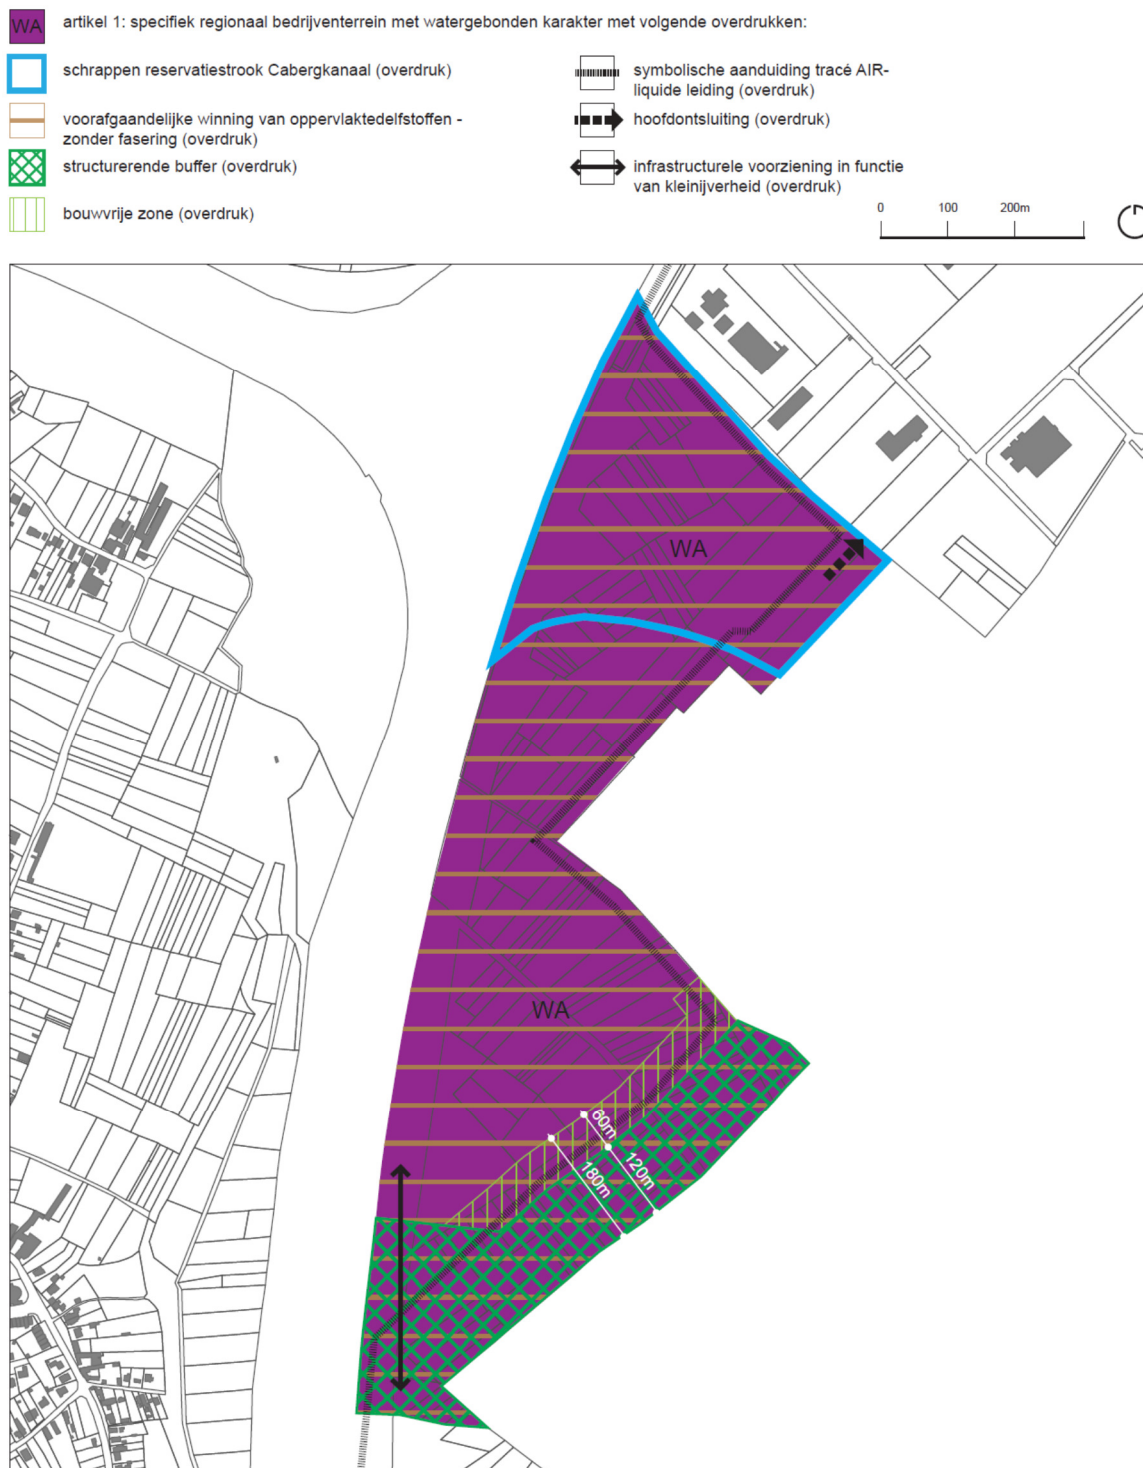 WA
artikel 1: specifiek regionaal bedrijventerrein met watergebonden karakter met volgende overdrukken:
schrappen reservatiestrook Cabergkanaal (overdruk)
voorafgaandelijke winning van oppervlaktedelfstoffen -
zonder fasering (overdruk)
structurerende buffer (overdruk)
bouwvrije zone (overdruk)
symbolische aanduiding tracé AIR-
liquide leiding (overdruk)
hoofdontsluiting (overdruk)
infrastructurele voorziening in functie
van kleinijverheid (overdruk)
0 100 200m
WA
WA
60m
120m
180m